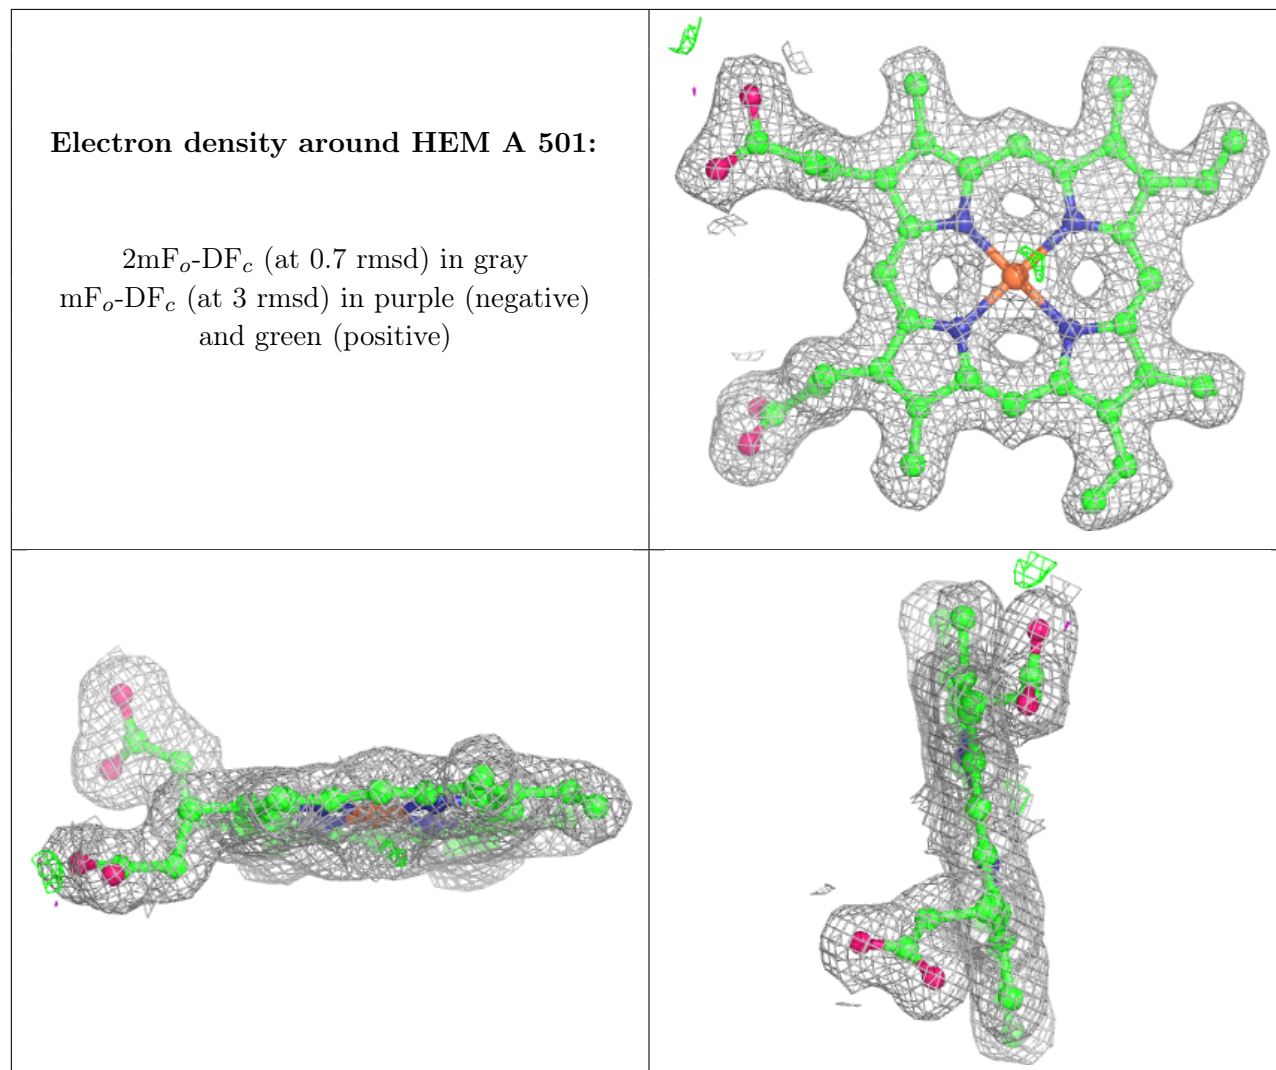 Electron density around HEM A 501:
2mFo-DFc (at 0.7 rmsd) in gray
mFo-DFc (at 3 rmsd) in purple (negative)
and green (positive)